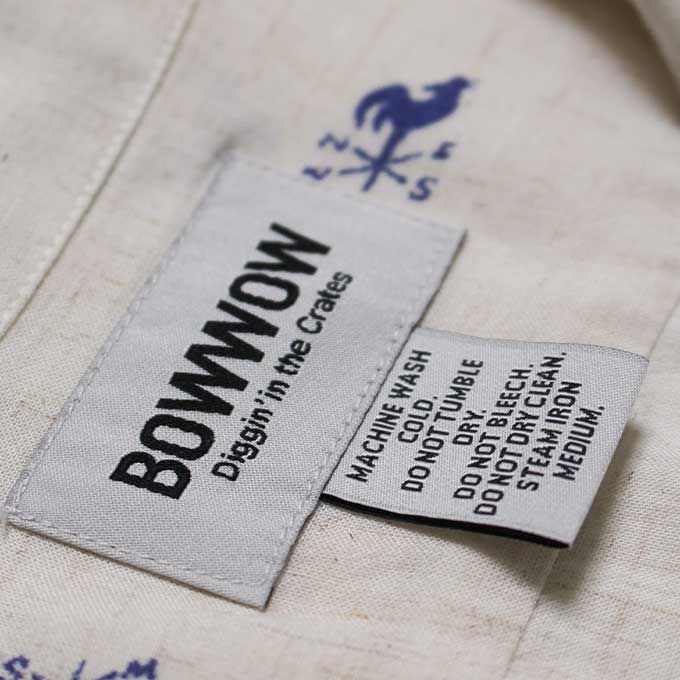 N E
S
BOWWOW
Diggin' in the Crates
MACHINE WASH
COLD.
DO NOT TUMBLE
DRY.
DO NOT BLEECH.
DO NOT DRY CLEAN.
STEAM IRON
MEDIUM.
S M